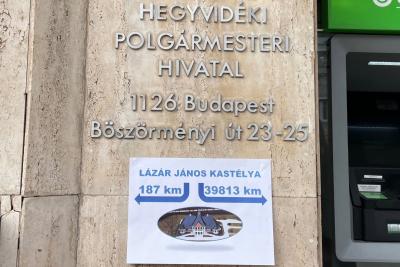 HEGYVIDÉKI
POLGÁRMESTERI
HIVATAL
1126 Budapest
Böszörményi út 23-25
LÁZÁR JÁNOS KASTÉLYA
187 km 39813 km